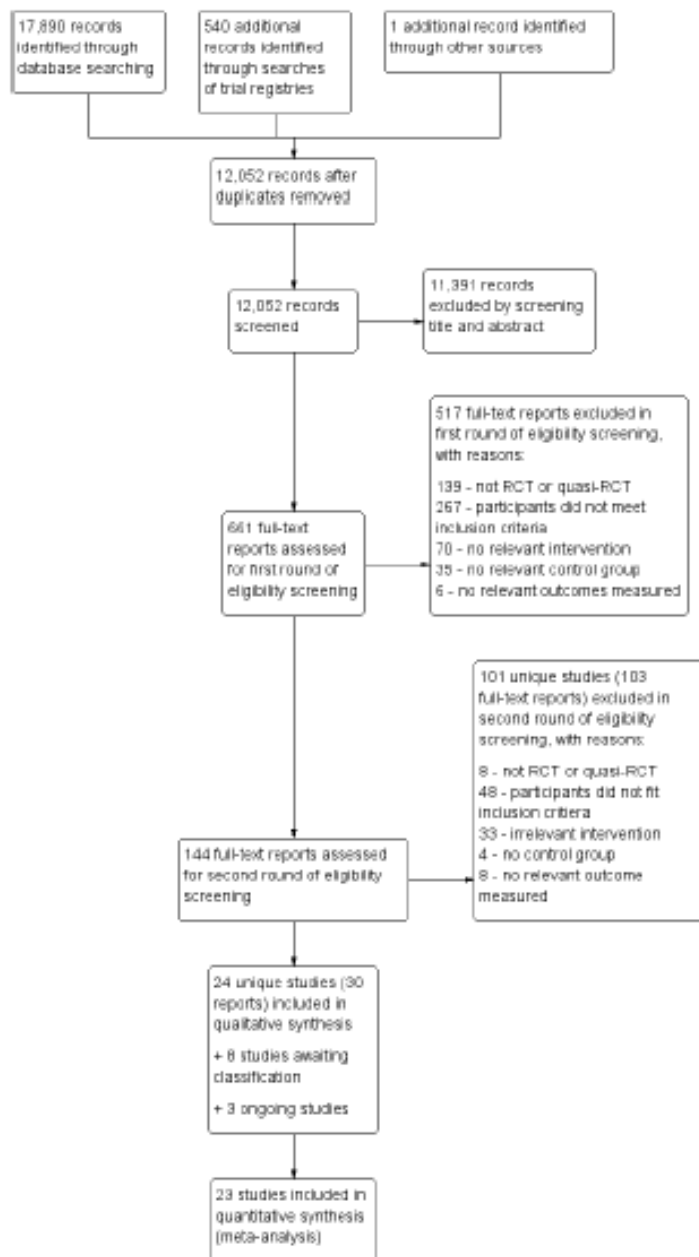 17,890 records
identified through
database searching
540 additional
records identified
through searches
of trial registries
1 additional record identified
through other sources
12,052 records after
duplicates removed
12,052 records
screened
11,391 records
excluded by screening
title and abstract
517 full-text reports excluded in
first round of eligibility screening,
with reasons:
139 - not RCT or quasi-RCT
267 - participants did not meet
inclusion criteria
70 - no relevant intervention
35 - no relevant control group
6 - no relevant outcomes measured
661 full-text
reports assessed
for first round of
eligibility screening
101 unique studies (103
full-text reports) excluded in
second round of eligibility
screening, with reasons:
8 - not RCT or quasi-RCT
48 - participants did not fit
inclusion critiera
33 - irrelevant intervention
4 - no control group
8 - no relevant outcome
measured
144 full-text reports assessed
for second round of eligibility
screening
24 unique studies (30
reports) included in
qualitative synthesis
+ 8 studies awaiting
classification
+ 3 ongoing studies
23 studies included in
quantitative synthesis
(meta-analysis)